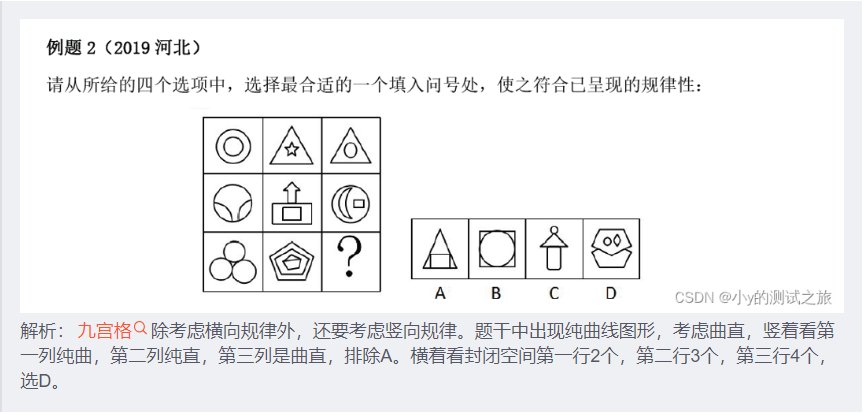 例题 2（2019 河北）
请从所给的四个选项中，选择最合适的一个填入问号处，使之符合已呈现的规律性：
?
A B C D
CSDN @小y的测试之旅
解析： 九宫格 除考虑横向规律外，还要考虑竖向规律。题干中出现纯曲线图形，考虑曲直，竖着看第
一列纯曲，第二列纯直，第三列是曲直，排除A。横着看封闭空间第一行2个，第二行3个，第三行4个，
选D。